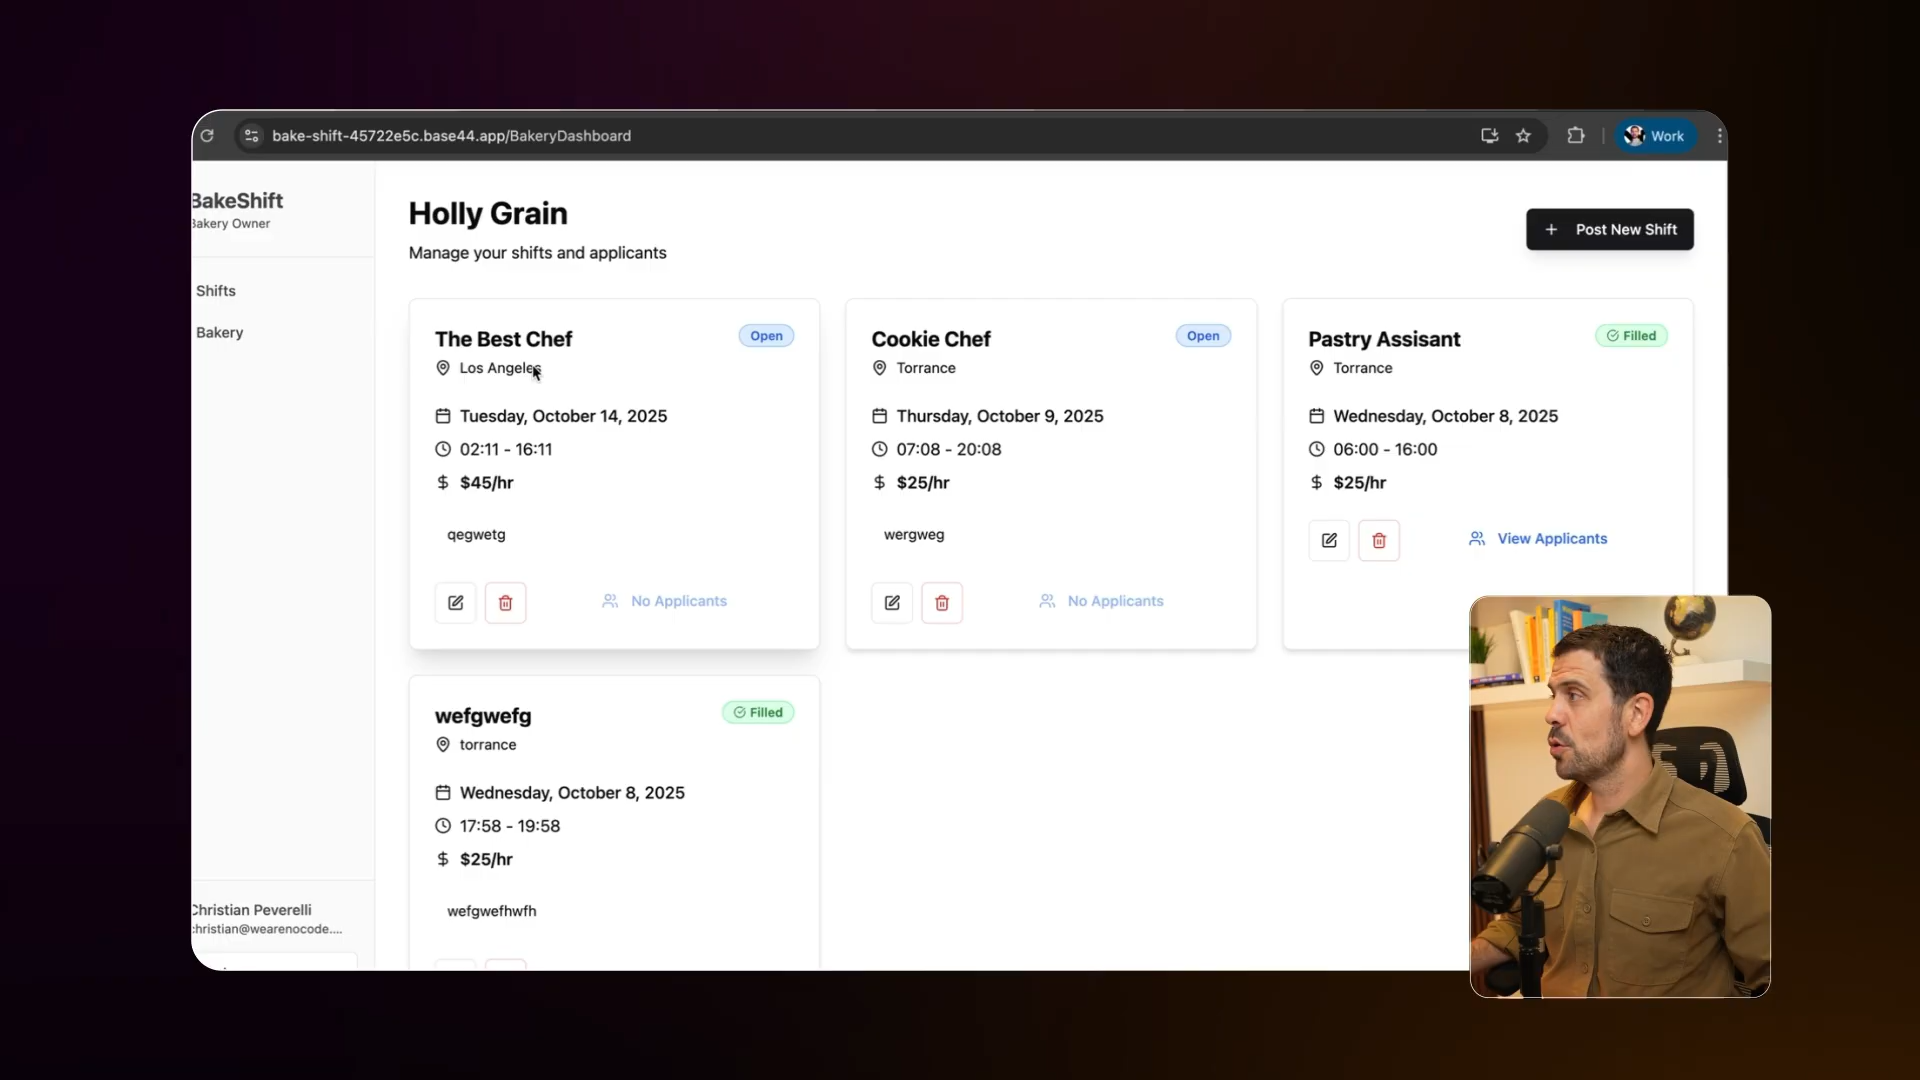 bake-shift-45722e5c.base44.app/BakeryDashboard
Work
BakeShift
Bakery Owner
Shifts
Bakery
Christian Peverelli
christian@wearenocode....
Holly Grain
Manage your shifts and applicants
Post New Shift
The Best Chef
Open
Los Angeles
Tuesday, October 14, 2025
02:11 - 16:11
$ $45/hr
qegwetg
No Applicants
Cookie Chef
Open
Torrance
Thursday, October 9, 2025
07:08 - 20:08
$ $25/hr
wergweg
No Applicants
Pastry Assisant
Filled
Torrance
Wednesday, October 8, 2025
06:00 - 16:00
$ $25/hr
View Applicants
wefgwefg
Filled
torrance
Wednesday, October 8, 2025
17:58 - 19:58
$ $25/hr
wefgwefhwfh